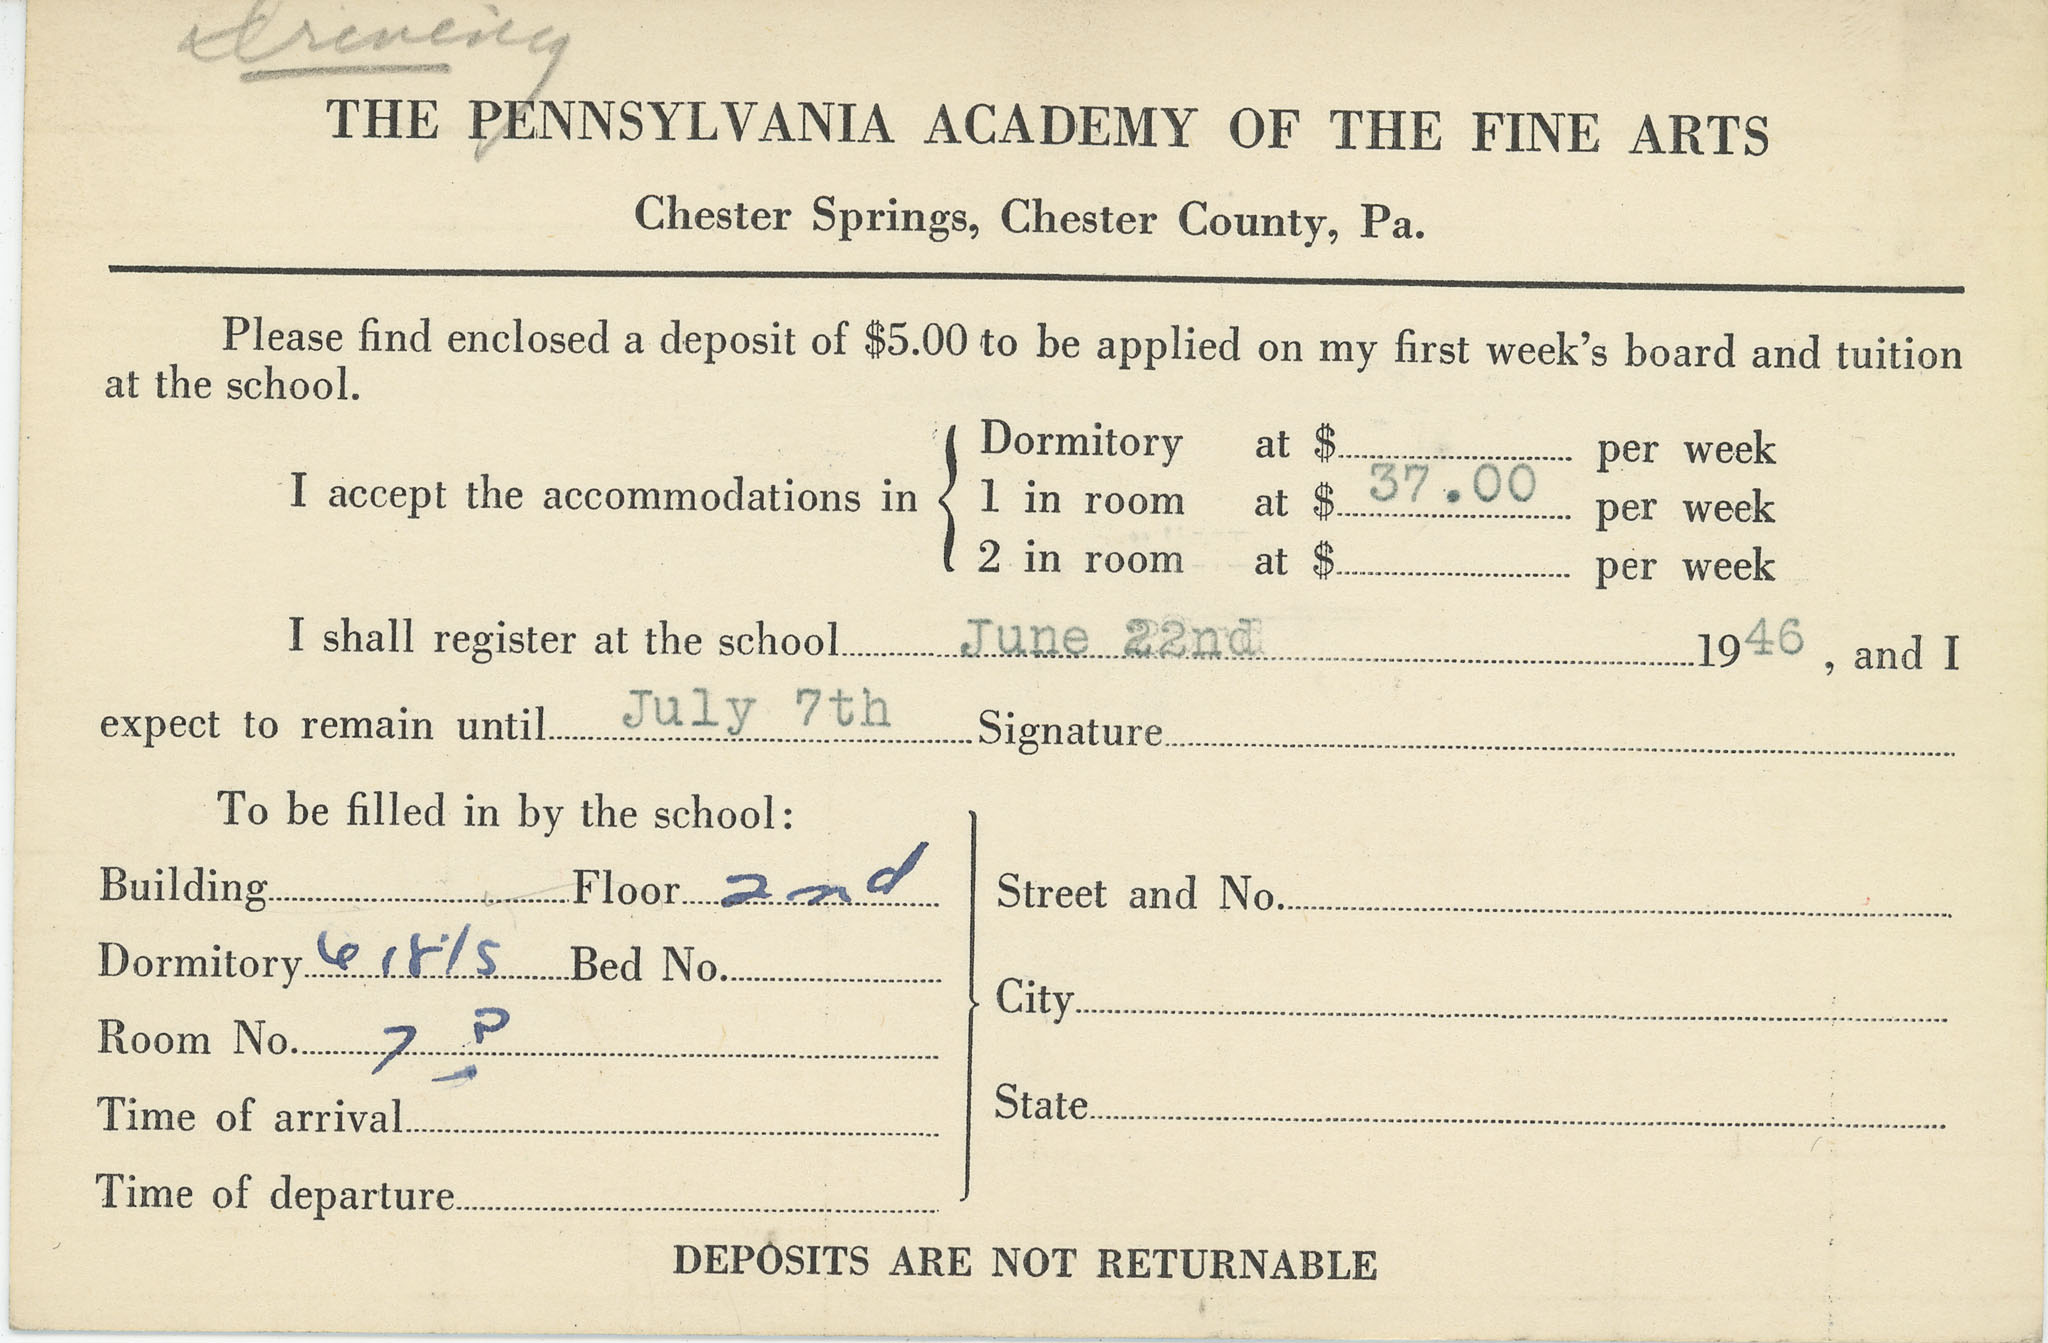 Driving
THE PENNSYLVANIA ACADEMY OF THE FINE ARTS
Chester Springs, Chester County, Pa.
Please find enclosed a deposit of $5.00 to be applied on my first week's board and tuition
at the school.
I accept the accommodations in
Dormitory at $ per week
1 in room at $ 37.00 per week
2 in room at $ per week
I shall register at the school June 22nd 1946, and I
expect to remain until July 7th Signature
To be filled in by the school:
Building Floor 2nd
Dormitory Girls Bed No.
Room No. 7 P
Time of arrival
Time of departure
Street and No.
City
State
DEPOSITS ARE NOT RETURNABLE